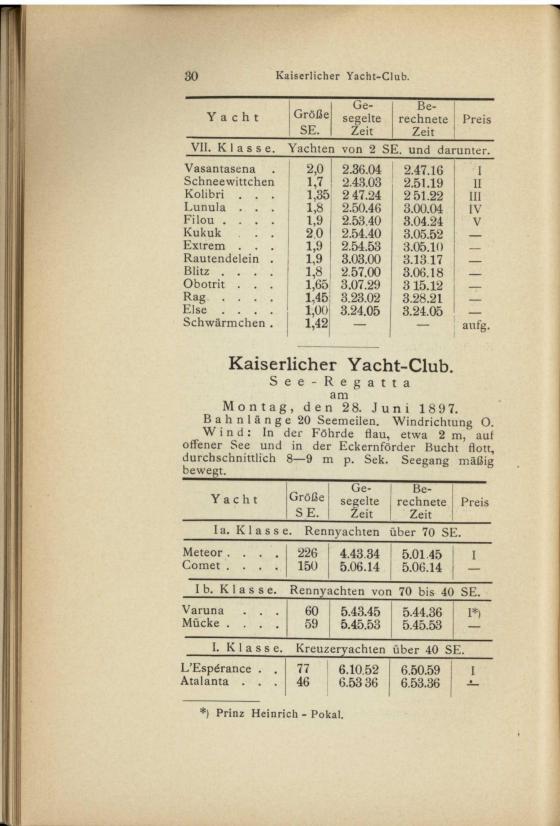 30 Kaiserlicher Yacht-Club.
Yacht Größe SE. Ge-segelte Zeit Be-rechnete Zeit Preis
VII. Klasse. Yachten von 2 SE. und darunter.
Vasantasena . 2,0 2.36.04 2.47.16 I
Schneewittchen 1,7 2.43.03 2.51.19 II
Kolibri . . . 1,35 2 47.24 2 51.22 III
Lunula . . . 1,8 2.50.46 3.00.04 IV
Filou . . . . 1,9 2.53.40 3.04.24 V
Kukuk . . . 2,0 2.54.40 3.05.52 —
Extrem . . . 1,9 2.54.53 3.05.10 —
Rautendelein . 1,9 3.03.00 3.13.17 —
Blitz . . . . 1,8 2.57.00 3.06.18 —
Obotrit . . . 1,65 3.07.29 3 15.12 —
Rag . . . . 1,45 3.23.02 3.28.21 —
Else . . . . 1,00 3.24.05 3.24.05 —
Schwärmchen . 1,42 — — aufg.
Kaiserlicher Yacht-Club.
See-Regatta
am
Montag, den 28. Juni 1897.
Bahnlänge 20 Seemeilen. Windrichtung O.
Wind: In der Föhrde flau, etwa 2 m, auf
offener See und in der Eckernförder Bucht flott,
durchschnittlich 8—9 m p. Sek. Seegang mäßig
bewegt.
Yacht Größe SE. Ge-segelte Zeit Be-rechnete Zeit Preis
Ia. Klasse. Rennyachten über 70 SE.
Meteor . . . . 226 4.43.34 5.01.45 I
Comet . . . . 150 5.06.14 5.06.14 —
Ib. Klasse. Rennyachten von 70 bis 40 SE.
Varuna . . . 60 5.43.45 5.44.36 I*)
Mücke . . . . 59 5.45.53 5.45.53 —
I. Klasse. Kreuzeryachten über 40 SE.
L'Espérance . . 77 6.10.52 6.50.59 I
Atalanta . . . 46 6.53 36 6.53.36 —
*) Prinz Heinrich - Pokal.